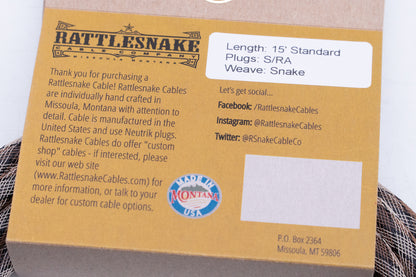 RATTLESNAKE
CABLE COMPANY
MISSOULA, MONTANA
Length: 15' Standard
Plugs: S/RA
Weave: Snake
Thank you for purchasing a
Rattlesnake Cable! Rattlesnake Cables
are individually hand crafted in
Missoula, Montana with attention to
detail. Cable is manufactured in the
United States and use Neutrik plugs.
Rattlesnake Cables do offer "custom
shop" cables - if interested, please
visit our web site
(www.RattlesnakeCables.com) for
more information, or talk to your
dealer for custom cable options.
Let's get social...
Facebook: /RattlesnakeCables
Instagram: @RattlesnakeCables
Twitter: @RSnakeCableCo
MADE IN
MONTANA
USA
P.O. Box 2364
Missoula, MT 59806